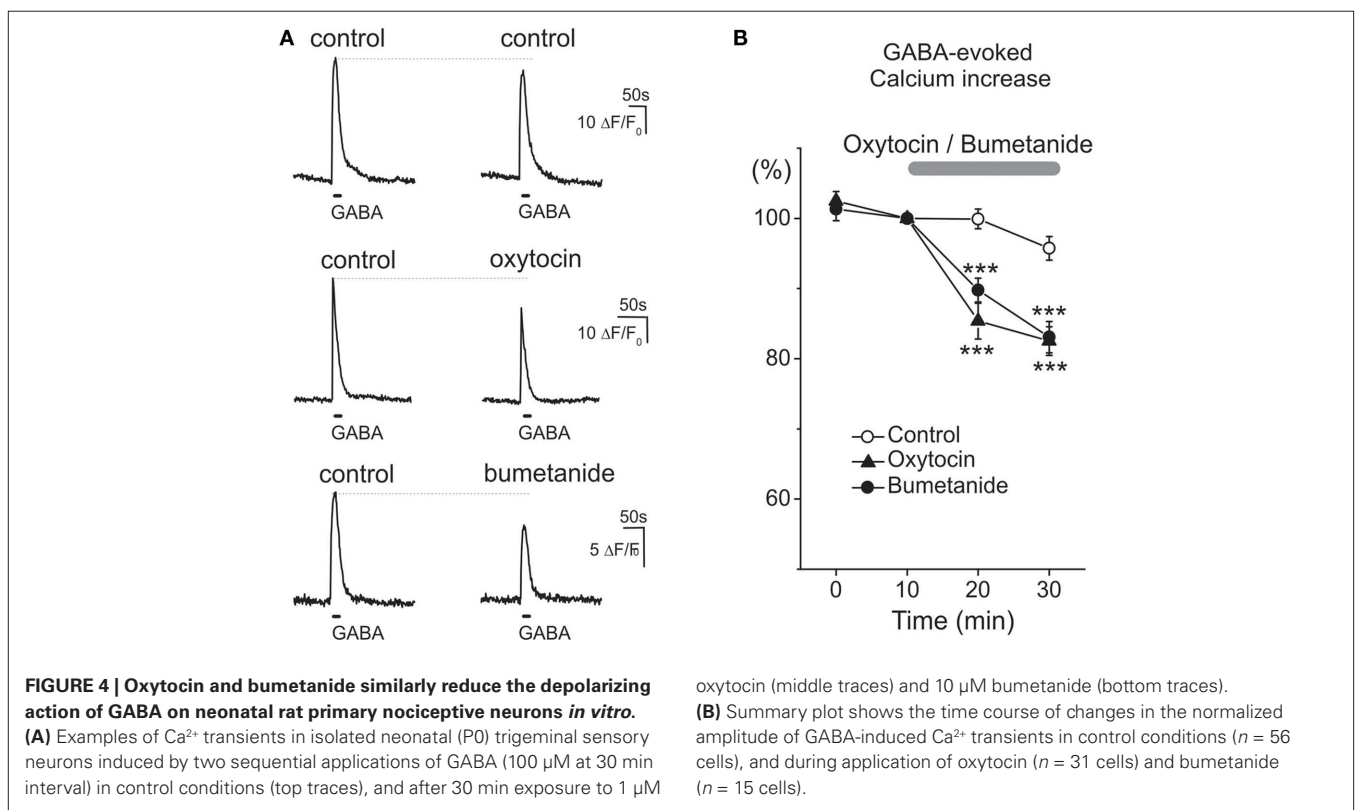 A
control control
50s
10 ΔF/F0
GABA GABA
control oxytocin
50s
10 ΔF/F0
GABA GABA
control bumetanide
50s
5 ΔF/F0
GABA GABA
B
GABA-evoked
Calcium increase
Oxytocin / Bumetanide
(%)
100
80
60
***
***
***
***
Control
Oxytocin
Bumetanide
0 10 20 30
Time (min)
FIGURE 4 | Oxytocin and bumetanide similarly reduce the depolarizing
action of GABA on neonatal rat primary nociceptive neurons in vitro.
(A) Examples of Ca²⁺ transients in isolated neonatal (P0) trigeminal sensory
neurons induced by two sequential applications of GABA (100 µM at 30 min
interval) in control conditions (top traces), and after 30 min exposure to 1 µM
oxytocin (middle traces) and 10 µM bumetanide (bottom traces).
(B) Summary plot shows the time course of changes in the normalized
amplitude of GABA-induced Ca²⁺ transients in control conditions (n = 56
cells), and during application of oxytocin (n = 31 cells) and bumetanide
(n = 15 cells).